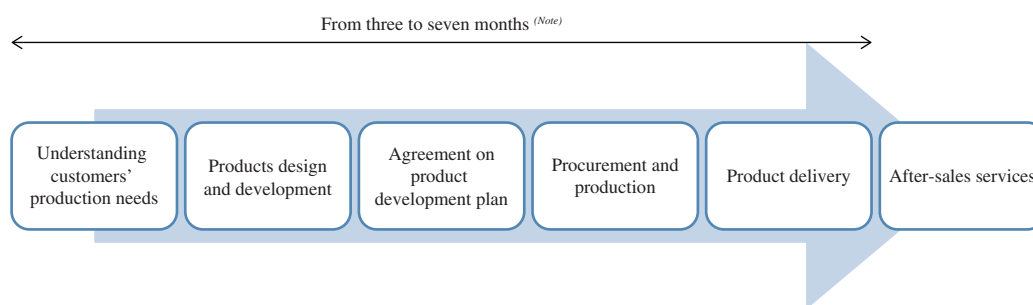 From three to seven months (Note)
Understanding
customers'
production needs
Products design
and development
Agreement on
product
development plan
Procurement and
production
Product delivery
After-sales services